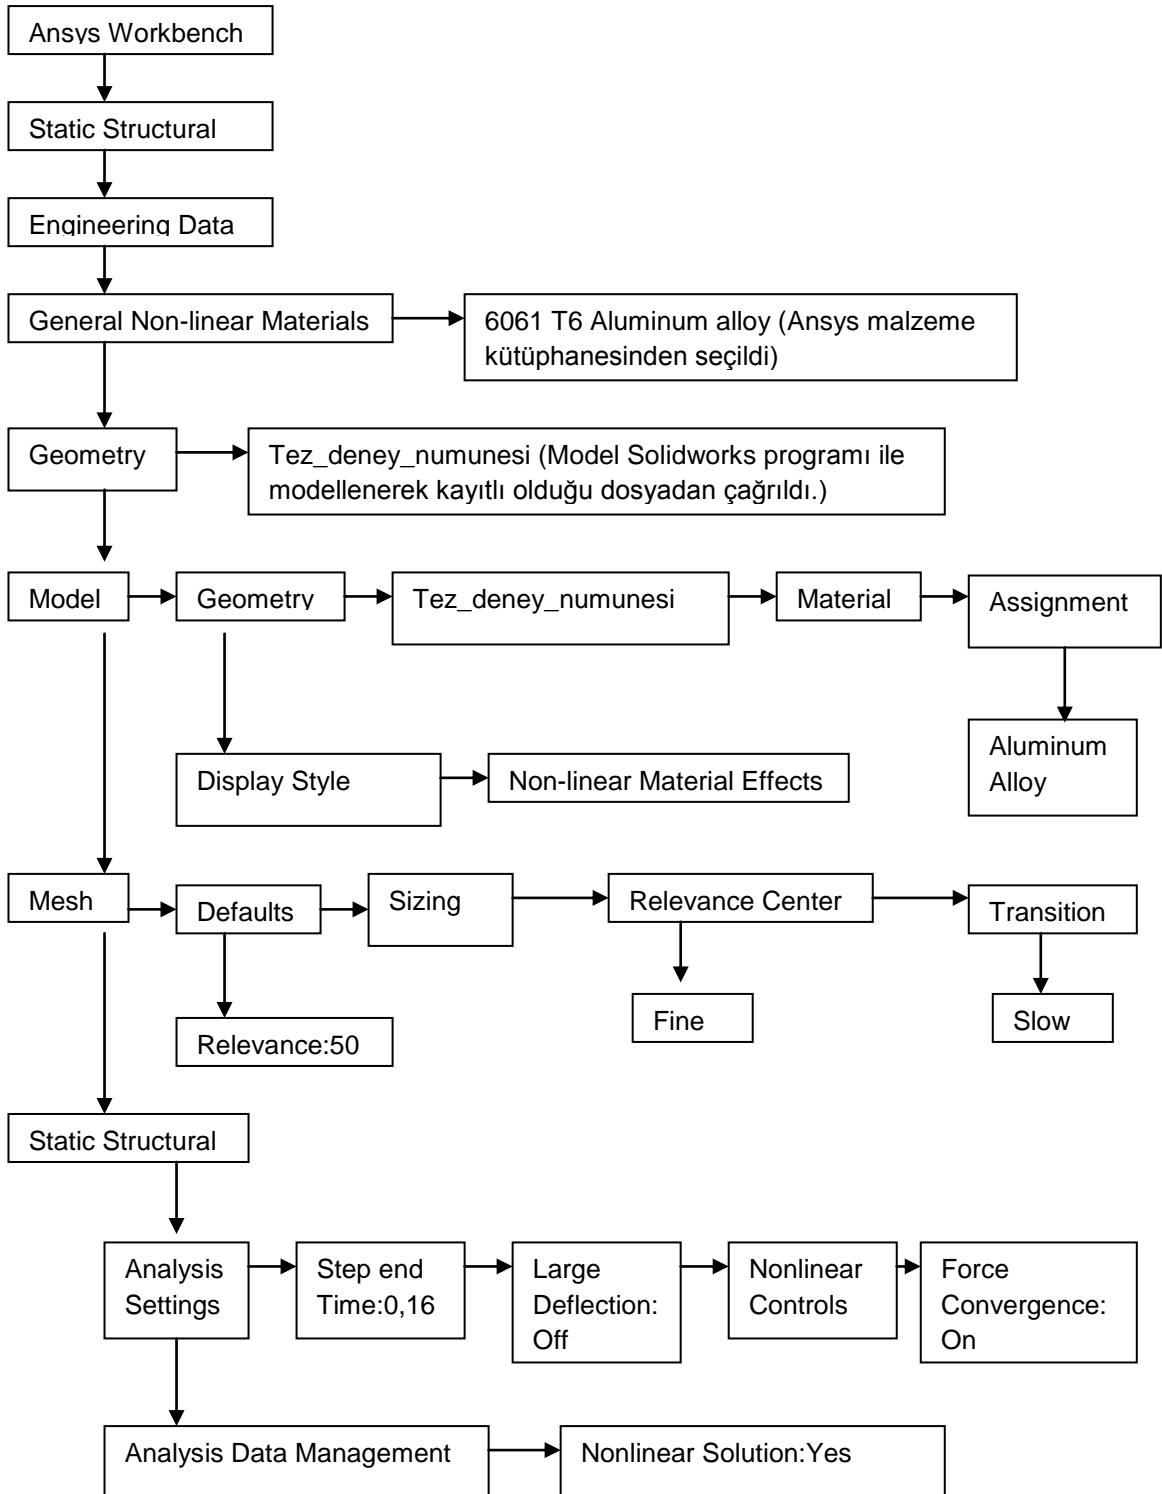 Ansys Workbench
Static Structural
Engineering Data
General Non-linear Materials
6061 T6 Aluminum alloy (Ansys malzeme
kütüphanesinden seçildi)
Geometry
Tez_deney_numunesi (Model Solidworks programı ile
modellenerek kayıtlı olduğu dosyadan çağrıldı.)
Model
Geometry
Tez_deney_numunesi
Material
Assignment
Aluminum
Alloy
Display Style
Non-linear Material Effects
Mesh
Defaults
Sizing
Relevance Center
Transition
Fine
Slow
Relevance:50
Static Structural
Analysis
Settings
Step end
Time:0,16
Large
Deflection:
Off
Nonlinear
Controls
Force
Convergence:
On
Analysis Data Management
Nonlinear Solution:Yes